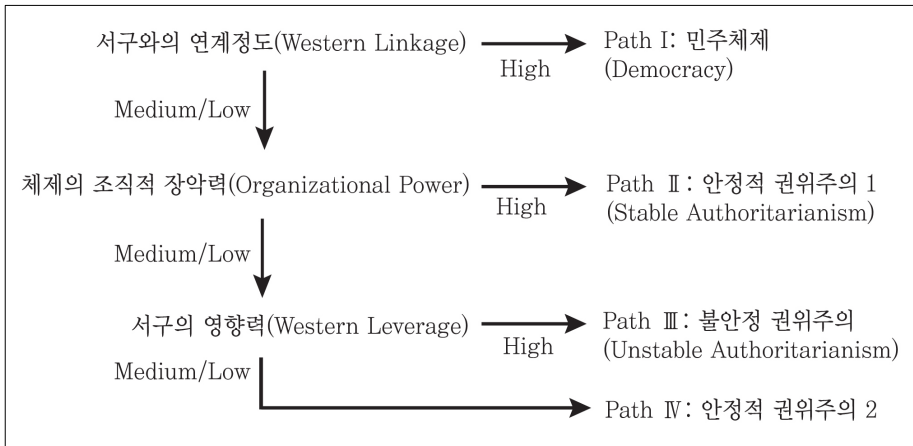 서구와의 연계정도(Western Linkage)
High
Path Ⅰ: 민주체제
(Democracy)
Medium/Low
체제의 조직적 장악력(Organizational Power)
High
Path Ⅱ: 안정적 권위주의 1
(Stable Authoritarianism)
Medium/Low
서구의 영향력(Western Leverage)
High
Path Ⅲ: 불안정 권위주의
(Unstable Authoritarianism)
Medium/Low
Path Ⅳ: 안정적 권위주의 2